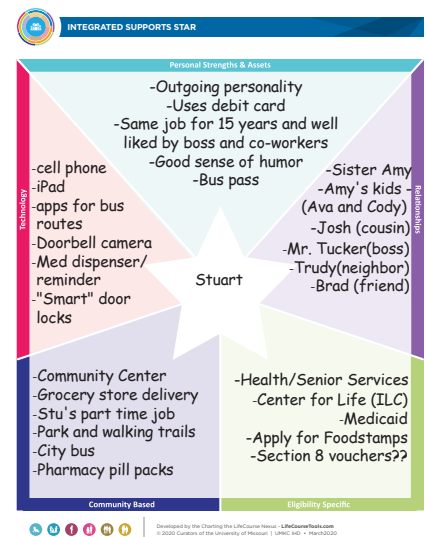 INTEGRATED SUPPORTS STAR
Personal Strengths & Assets
-Outgoing personality
-Uses debit card
-Same job for 15 years and well
liked by boss and co-workers
-Good sense of humor
-Bus pass
Technology
-cell phone
-iPad
-apps for bus
routes
-Doorbell camera
-Med dispenser/
reminder
-"Smart" door
locks
Relationships
-Sister Amy
-Amy's kids -
(Ava and Cody)
-Josh (cousin)
-Mr. Tucker(boss)
-Trudy(neighbor)
-Brad (friend)
Stuart
-Community Center
-Grocery store delivery
-Stu's part time job
-Park and walking trails
-City bus
-Pharmacy pill packs
Community Based
-Health/Senior Services
-Center for Life (ILC)
-Medicaid
-Apply for Foodstamps
-Section 8 vouchers??
Eligibility Specific
Developed by the Charting the LifeCourse Nexus - LifeCourseTools.com
© 2020 Curators of the University of Missouri | UMKC IHD • March2020